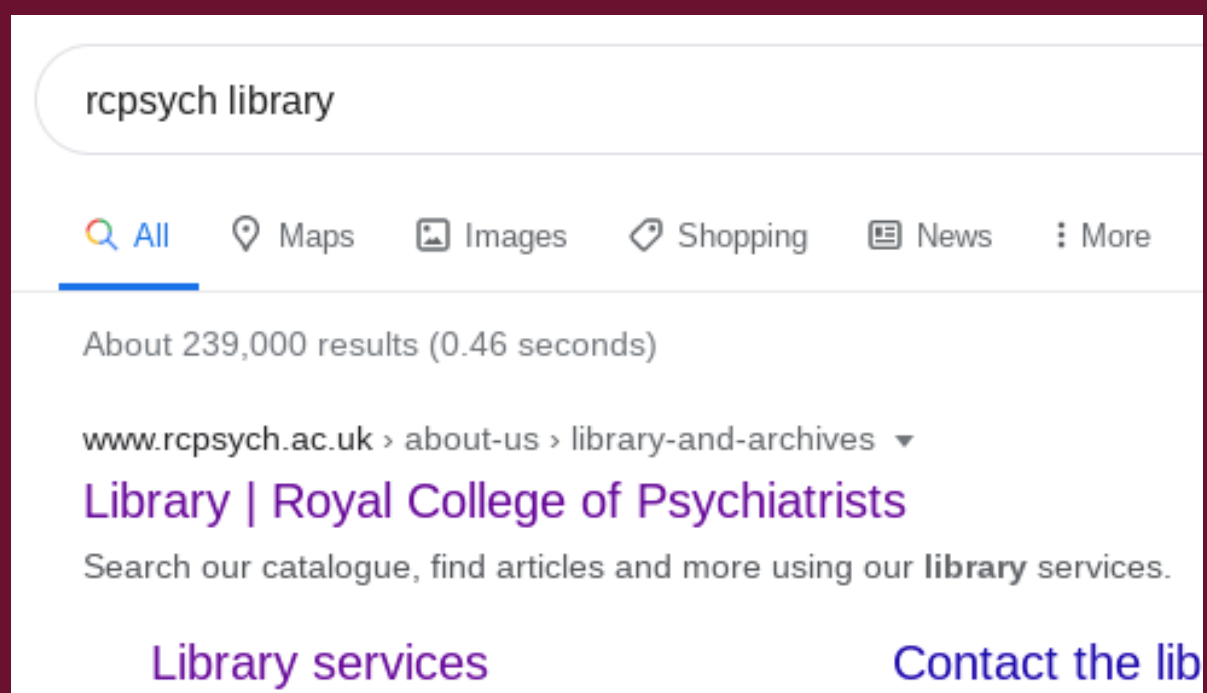 rcpsych library
All Maps Images Shopping News More
About 239,000 results (0.46 seconds)
www.rcpsych.ac.uk › about-us › library-and-archives
Library | Royal College of Psychiatrists
Search our catalogue, find articles and more using our library services.
Library services Contact the lib